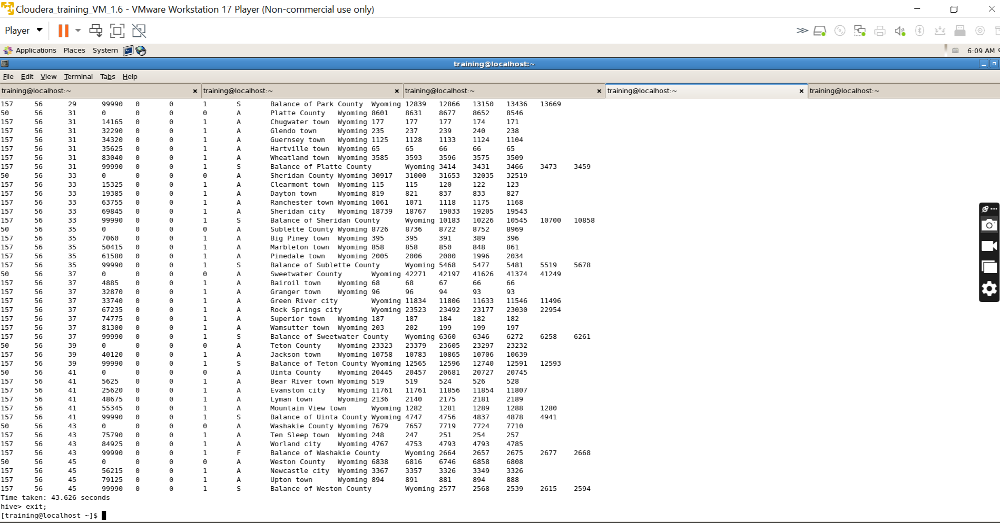 Cloudera_training_VM_1.6 - VMware Workstation 17 Player (Non-commercial use only)
Player
Applications Places System 6:09 AM
training@localhost:~
File Edit View Terminal Tabs Help
training@localhost:~ training@localhost:~ training@localhost:~ training@localhost:~ training@localhost:~
157 56 29 99990 0 0 1 S Balance of Park County Wyoming 12839 12866 13150 13436 13669
50 56 31 0 0 0 0 A Platte County Wyoming 8601 8631 8677 8652 8546
157 56 31 14165 0 0 1 A Chugwater town Wyoming 177 177 177 174 171
157 56 31 32290 0 0 1 A Glendo town Wyoming 235 237 239 240 238
157 56 31 34320 0 0 1 A Guernsey town Wyoming 1125 1128 1133 1124 1104
157 56 31 35625 0 0 1 A Hartville town Wyoming 65 65 66 66 65
157 56 31 83040 0 0 1 A Wheatland town Wyoming 3585 3593 3596 3575 3509
157 56 31 99990 0 0 1 S Balance of Platte County Wyoming 3414 3431 3466 3473 3459
50 56 33 0 0 0 0 A Sheridan County Wyoming 30917 31000 31653 32035 32519
157 56 33 15325 0 0 1 A Clearmont town Wyoming 115 115 120 122 123
157 56 33 19385 0 0 1 A Dayton town Wyoming 819 821 837 833 827
157 56 33 63755 0 0 1 A Ranchester town Wyoming 1061 1071 1118 1175 1168
157 56 33 69845 0 0 1 A Sheridan city Wyoming 18739 18767 19033 19205 19543
157 56 33 99990 0 0 1 S Balance of Sheridan County Wyoming 10183 10226 10545 10700 10858
50 56 35 0 0 0 0 A Sublette County Wyoming 8726 8736 8722 8752 8969
157 56 35 7060 0 0 1 A Big Piney town Wyoming 395 395 391 389 396
157 56 35 50415 0 0 1 A Marbleton town Wyoming 858 858 850 848 861
157 56 35 61580 0 0 1 A Pinedale town Wyoming 2005 2006 2000 1996 2034
157 56 35 99990 0 0 1 S Balance of Sublette County Wyoming 5468 5477 5481 5519 5678
50 56 37 0 0 0 0 A Sweetwater County Wyoming 42271 42197 41626 41374 41249
157 56 37 4885 0 0 1 A Bairoil town Wyoming 68 68 67 66 66
157 56 37 32870 0 0 1 A Granger town Wyoming 96 96 94 93 93
157 56 37 33740 0 0 1 A Green River city Wyoming 11834 11806 11633 11546 11496
157 56 37 67235 0 0 1 A Rock Springs city Wyoming 23523 23492 23177 23030 22954
157 56 37 74775 0 0 1 A Superior town Wyoming 187 187 184 182 182
157 56 37 81300 0 0 1 A Wamsutter town Wyoming 203 202 199 199 197
157 56 37 99990 0 0 1 S Balance of Sweetwater County Wyoming 6360 6346 6272 6258 6261
50 56 39 0 0 0 0 A Teton County Wyoming 23323 23379 23605 23297 23232
157 56 39 40120 0 0 1 A Jackson town Wyoming 10758 10783 10865 10706 10639
157 56 39 99990 0 0 1 S Balance of Teton County Wyoming 12565 12596 12740 12591 12593
50 56 41 0 0 0 0 A Uinta County Wyoming 20445 20457 20681 20727 20745
157 56 41 5625 0 0 1 A Bear River town Wyoming 519 519 524 526 528
157 56 41 25620 0 0 1 A Evanston city Wyoming 11761 11761 11856 11854 11807
157 56 41 48675 0 0 1 A Lyman town Wyoming 2136 2140 2175 2181 2189
157 56 41 55345 0 0 1 A Mountain View town Wyoming 1282 1281 1289 1288 1280
157 56 41 99990 0 0 1 S Balance of Uinta County Wyoming 4747 4756 4837 4878 4941
50 56 43 0 0 0 0 A Washakie County Wyoming 7679 7657 7719 7724 7710
157 56 43 75790 0 0 1 A Ten Sleep town Wyoming 248 247 251 254 257
157 56 43 84925 0 0 1 A Worland city Wyoming 4767 4753 4793 4793 4785
157 56 43 99990 0 0 1 F Balance of Washakie County Wyoming 2664 2657 2675 2677 2668
50 56 45 0 0 0 0 A Weston County Wyoming 6838 6816 6746 6858 6808
157 56 45 56215 0 0 1 A Newcastle city Wyoming 3367 3357 3326 3349 3326
157 56 45 79125 0 0 1 A Upton town Wyoming 894 891 881 894 888
157 56 45 99990 0 0 1 S Balance of Weston County Wyoming 2577 2568 2539 2615 2594
Time taken: 43.626 seconds
hive> exit;
[training@localhost ~]$